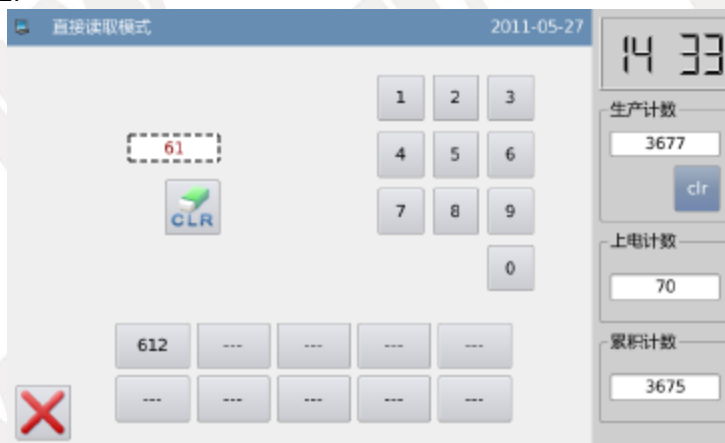 直接读取模式 2011-05-27
14 33
1 2 3
生产计数
61
3677
4 5 6
clr
CLR
7 8 9
上电计数
0
70
612 --- --- --- ---
累积计数
--- --- --- --- ---
3675